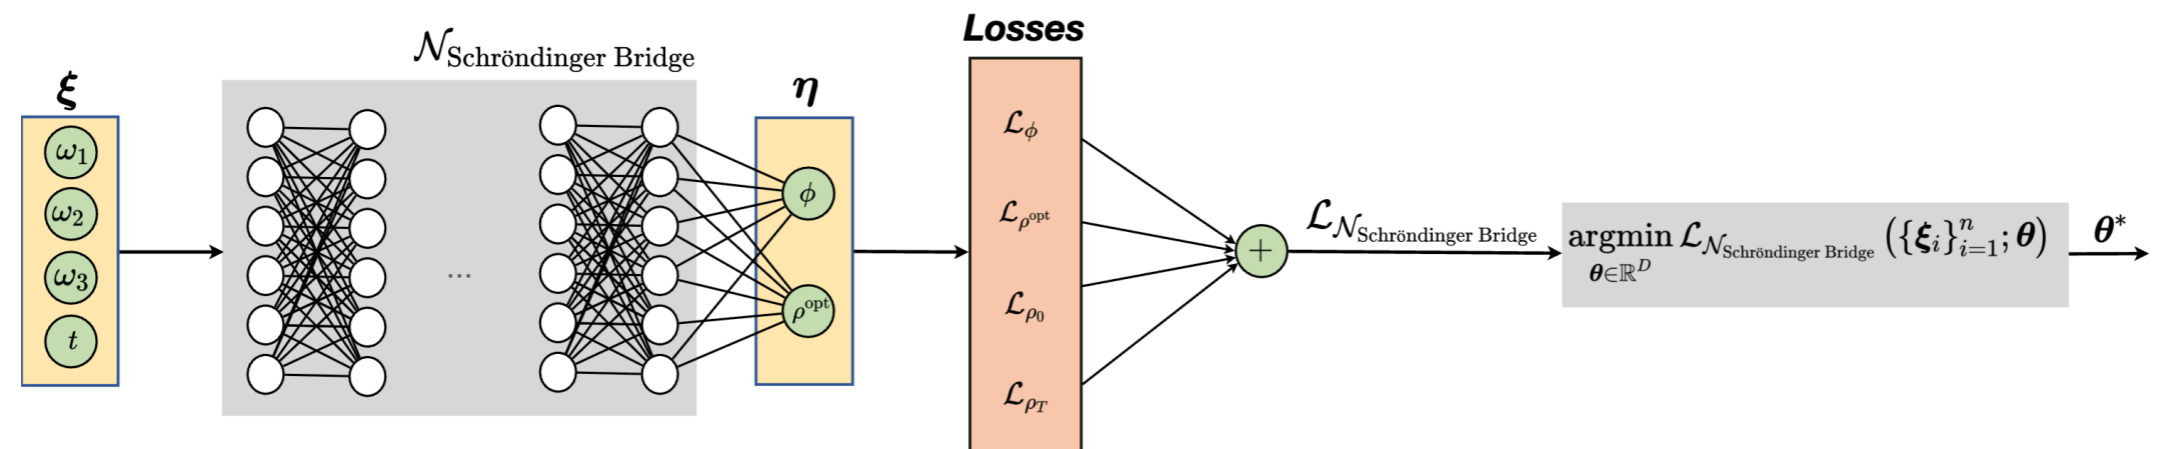 𝒩Schröndinger Bridge
Losses
ξ
η
ω1
ω2
ω3
t
...
ϕ
ρopt
ℒϕ
ℒρopt
ℒρ0
ℒρT
+
ℒ𝒩Schröndinger Bridge
argmin ℒ𝒩Schröndinger Bridge ({ξi}ni=1; θ)
θ∈ℝD
θ*